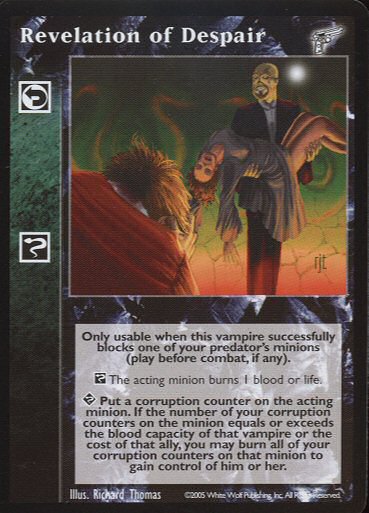 Revelation of Despair
rjt
Only usable when this vampire successfully
blocks one of your predator's minions
(play before combat, if any).
The acting minion burns 1 blood or life.
Put a corruption counter on the acting
minion. If the number of your corruption
counters on the minion equals or exceeds
the blood capacity of that vampire or the
cost of that ally, you may burn all of your
corruption counters on that minion to
gain control of him or her.
Illus. Richard Thomas ©2005 White Wolf Publishing, Inc. All Rights Reserved.